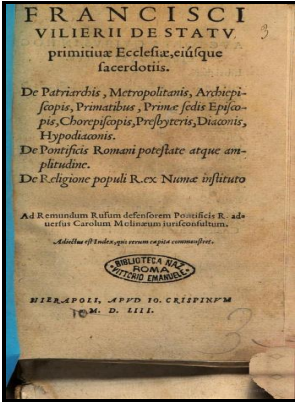 FRANCISCI
VILIERII DE STATV
primitiuæ Ecclesiæ, eiúsque
sacerdotiis.
De Patriarchis, Metropolitanis, Archiepi-
scopis, Primatibus, Primæ sedis Episco-
pis, Chorepiscopis, Presbyteris, Diaconis,
Hypodiaconis.
De Pontificis Romani potestate atque am-
plitudine.
De Religione populi R. ex Numæ instituto
Ad Remundum Rufum defensorem Pontificis R. ad-
uersus Carolum Molinæum iurisconsultum.
Adiectus est Index, qui rerum capita commonstret.
BIBLIOTECA NAZ
ROMA
VITTORIO EMANUELE
HIERAPOLI, APVD IO. CRISPINVM
M. D. LIII.
3